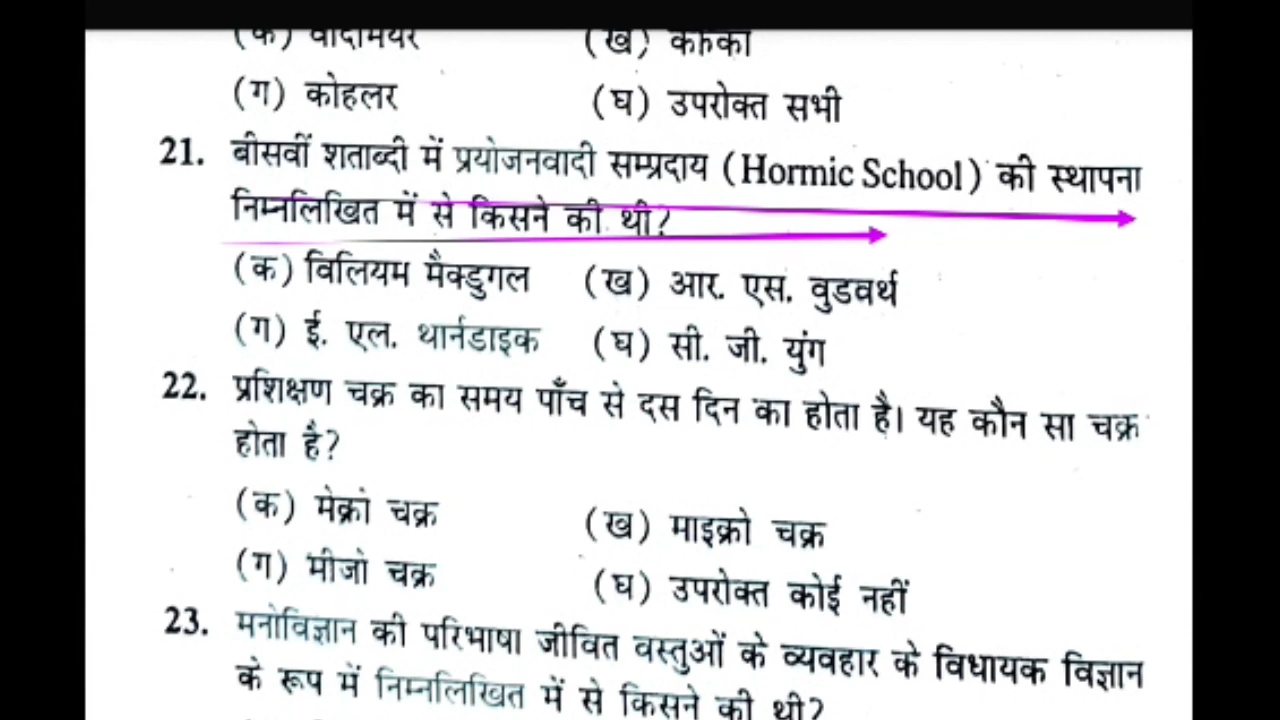 (ग) कोहलर (घ) उपरोक्त सभी
21. बीसवीं शताब्दी में प्रयोजनवादी सम्प्रदाय (Hormic School) की स्थापना
निम्नलिखित में से किसने की थी?
(क) विलियम मैक्डुगल (ख) आर. एस. वुडवर्थ
(ग) ई. एल. थार्नडाइक (घ) सी. जी. युंग
22. प्रशिक्षण चक्र का समय पाँच से दस दिन का होता है। यह कौन सा चक्र
होता है?
(क) मेक्रो चक्र (ख) माइक्रो चक्र
(ग) मीजो चक्र (घ) उपरोक्त कोई नहीं
23. मनोविज्ञान की परिभाषा जीवित वस्तुओं के व्यवहार के विधायक विज्ञान
के रूप में निम्नलिखित में से किसने की थी?